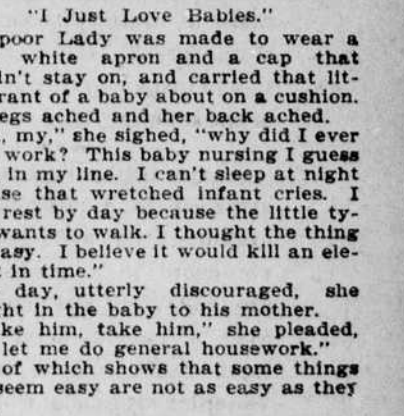 "I Just Love Babies."
poor Lady was made to wear a
white apron and a cap that
n't stay on, and carried that lit-
rant of a baby about on a cushion.
egs ached and her back ached.
, my," she sighed, "why did I ever
work? This baby nursing I guess
in my line. I can't sleep at night
se that wretched infant cries. I
rest by day because the little ty-
wants to walk. I thought the thing
asy. I believe it would kill an ele-
in time."
day, utterly discouraged, she
ht in the baby to his mother.
ke him, take him," she pleaded,
let me do general housework."
of which shows that some things
seem easy are not as easy as they